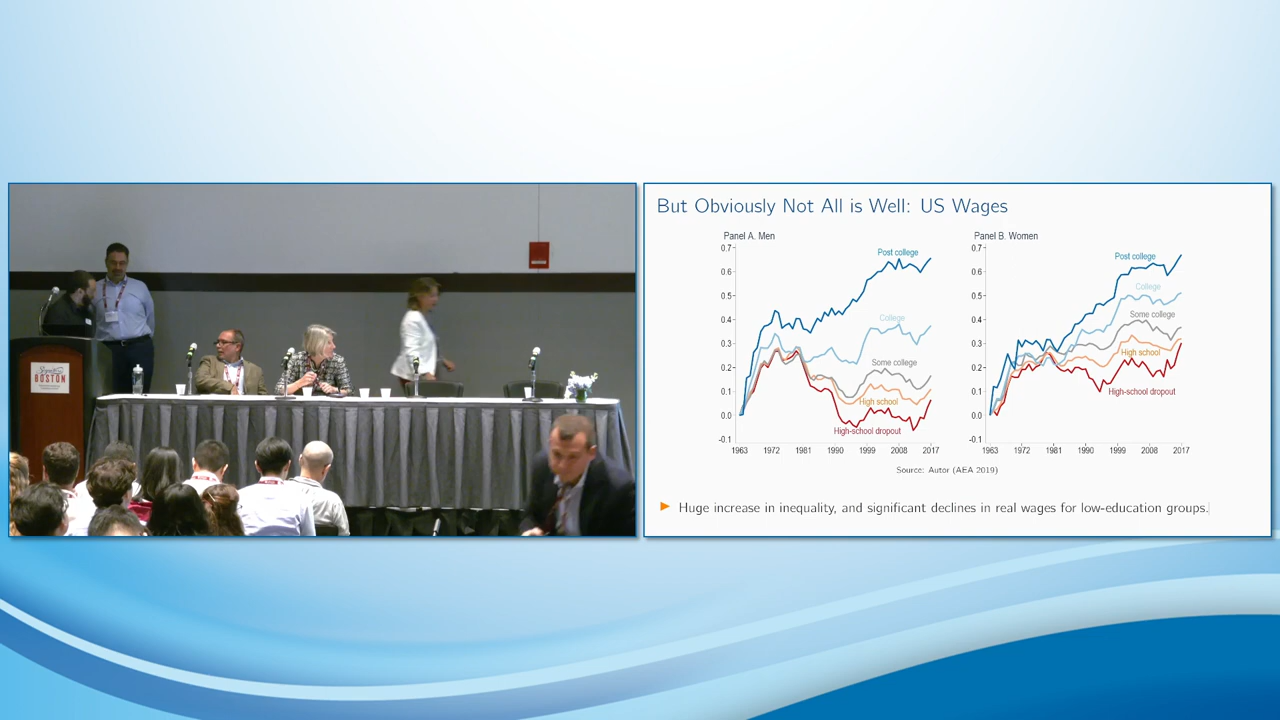 BOSTON
But Obviously Not All is Well: US Wages
Panel A. Men
0.7
0.6
0.5
0.4
0.3
0.2
0.1
0.0
-0.1
Post college
College
Some college
High school
High-school dropout
1963 1972 1981 1990 1999 2008 2017
Panel B. Women
0.7
0.6
0.5
0.4
0.3
0.2
0.1
0.0
-0.1
Post college
College
Some college
High school
High-school dropout
1963 1972 1981 1990 1999 2008 2017
Source: Autor (AEA 2019)
Huge increase in inequality, and significant declines in real wages for low-education groups.